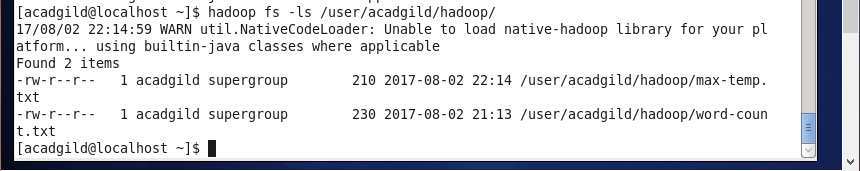 [acadgild@localhost ~]$ hadoop fs -ls /user/acadgild/hadoop/
17/08/02 22:14:59 WARN util.NativeCodeLoader: Unable to load native-hadoop library for your pl
atform... using builtin-java classes where applicable
Found 2 items
-rw-r--r--   1 acadgild supergroup        210 2017-08-02 22:14 /user/acadgild/hadoop/max-temp.
txt
-rw-r--r--   1 acadgild supergroup        230 2017-08-02 21:13 /user/acadgild/hadoop/word-coun
t.txt
[acadgild@localhost ~]$